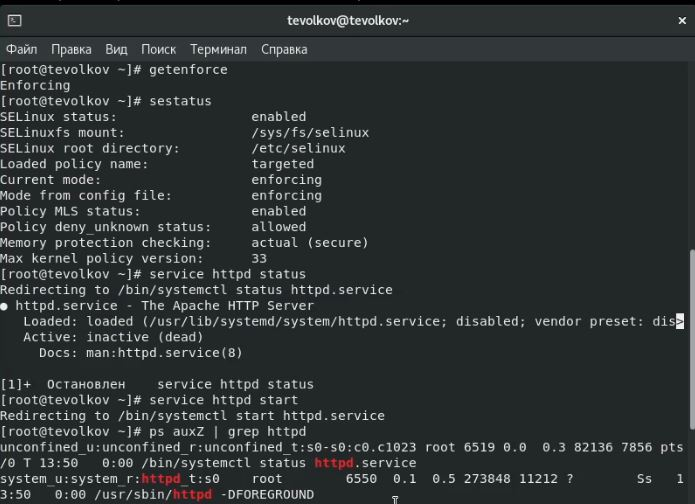 tevolkov@tevolkov:~
Файл Правка Вид Поиск Терминал Справка
[root@tevolkov ~]# getenforce
Enforcing
[root@tevolkov ~]# sestatus
SELinux status:                 enabled
SELinuxfs mount:                /sys/fs/selinux
SELinux root directory:         /etc/selinux
Loaded policy name:             targeted
Current mode:                   enforcing
Mode from config file:          enforcing
Policy MLS status:              enabled
Policy deny_unknown status:     allowed
Memory protection checking:     actual (secure)
Max kernel policy version:      33
[root@tevolkov ~]# service httpd status
Redirecting to /bin/systemctl status httpd.service
● httpd.service - The Apache HTTP Server
   Loaded: loaded (/usr/lib/systemd/system/httpd.service; disabled; vendor preset: dis>
   Active: inactive (dead)
     Docs: man:httpd.service(8)
[1]+  Остановлен    service httpd status
[root@tevolkov ~]# service httpd start
Redirecting to /bin/systemctl start httpd.service
[root@tevolkov ~]# ps auxZ | grep httpd
unconfined_u:unconfined_r:unconfined_t:s0-s0:c0.c1023 root 6519 0.0  0.3 82136 7856 pts
/0 T 13:50   0:00 /bin/systemctl status httpd.service
system_u:system_r:httpd_t:s0    root        6550  0.1  0.5 273848 11212 ?        Ss   1
3:50   0:00 /usr/sbin/httpd -DFOREGROUND